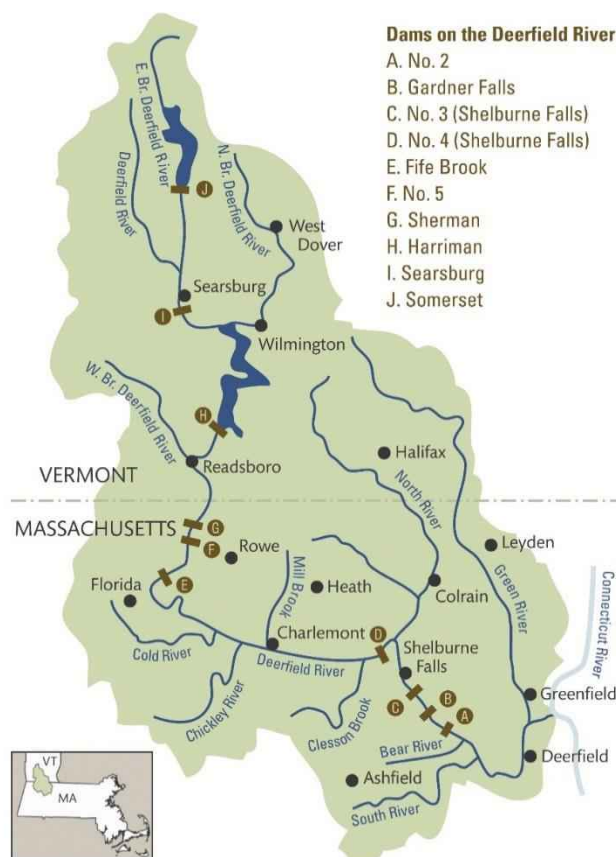 Dams on the Deerfield River
A. No. 2
B. Gardner Falls
C. No. 3 (Shelburne Falls)
D. No. 4 (Shelburne Falls)
E. Fife Brook
F. No. 5
G. Sherman
H. Harriman
I. Searsburg
J. Somerset
E. Br. Deerfield River
Deerfield River
N. Br. Deerfield River
J
West
Dover
Searsburg
I
Wilmington
W. Br. Deerfield River
H
Readsboro
Halifax
VERMONT
North River
MASSACHUSETTS
G
F
Rowe
Leyden
E
Florida
Mill Brook
Heath
Colrain
Green River
Connecticut River
Cold River
Charlemont
D
Deerfield River
Shelburne
Falls
Chickley River
Clesson Brook
C
B
A
Greenfield
Bear River
Deerfield
Ashfield
South River
VT
MA